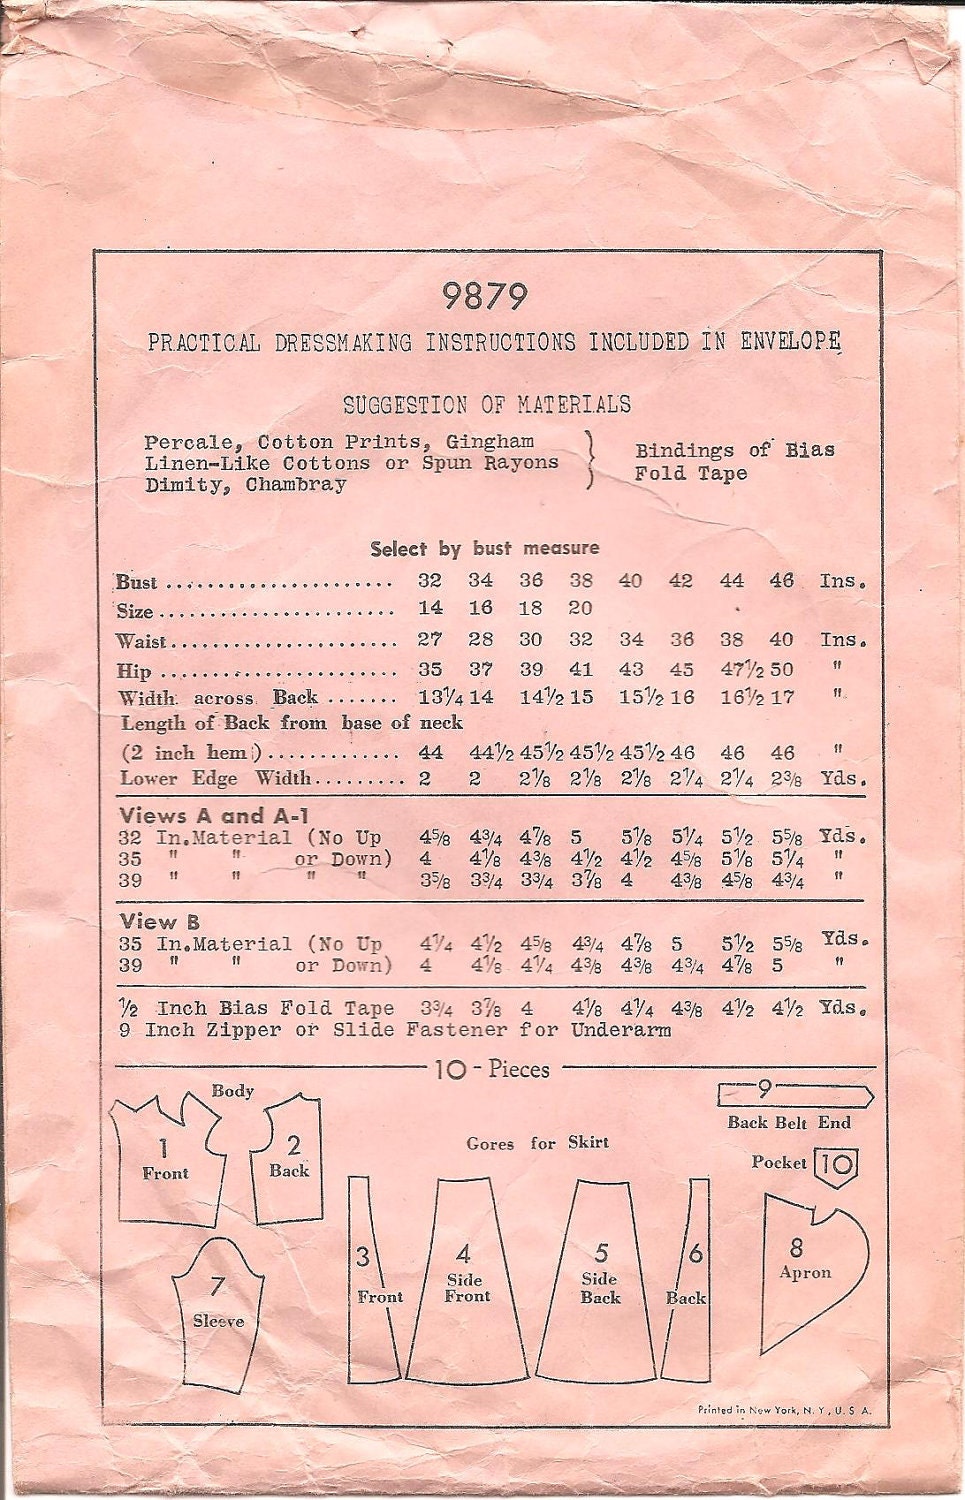 9879
PRACTICAL DRESSMAKING INSTRUCTIONS INCLUDED IN ENVELOPE
SUGGESTION OF MATERIALS
Percale, Cotton Prints, Gingham
Linen-Like Cottons or Spun Rayons
Dimity, Chambray
} Bindings of Bias
Fold Tape
Select by bust measure
Bust ...................... 32 34 36 38 40 42 44 46 Ins.
Size ....................... 14 16 18 20
Waist ...................... 27 28 30 32 34 36 38 40 Ins.
Hip ....................... 35 37 39 41 43 45 47½ 50 "
Width across Back ....... 13¼ 14 14½ 15 15½ 16 16½ 17 "
Length of Back from base of neck
(2 inch hem) ............. 44 44½ 45½ 45½ 45½ 46 46 46 "
Lower Edge Width ......... 2 2 2⅛ 2⅛ 2⅛ 2¼ 2¼ 2⅜ Yds.
Views A and A-1
32 In.Material (No Up 4⅝ 4¾ 4⅞ 5 5⅛ 5¼ 5½ 5⅝ Yds.
35 " " or Down) 4 4⅛ 4⅜ 4½ 4½ 4⅝ 5⅛ 5¼ "
39 " " " " 3⅝ 3¾ 3¾ 3⅞ 4 4⅜ 4⅝ 4¾ "
View B
35 In.Material (No Up 4¼ 4½ 4⅝ 4¾ 4⅞ 5 5½ 5⅝ Yds.
39 " " or Down) 4 4⅛ 4¼ 4⅜ 4⅜ 4¾ 4⅞ 5 "
½ Inch Bias Fold Tape 3¾ 3⅞ 4 4⅛ 4¼ 4⅜ 4½ 4½ Yds.
9 Inch Zipper or Slide Fastener for Underarm
10 - Pieces
Body
1
Front
2
Back
Gores for Skirt
9
Back Belt End
Pocket 10
3
Front
4
Side
Front
5
Side
Back
6
Back
7
Sleeve
8
Apron
Printed in New York, N. Y., U. S. A.